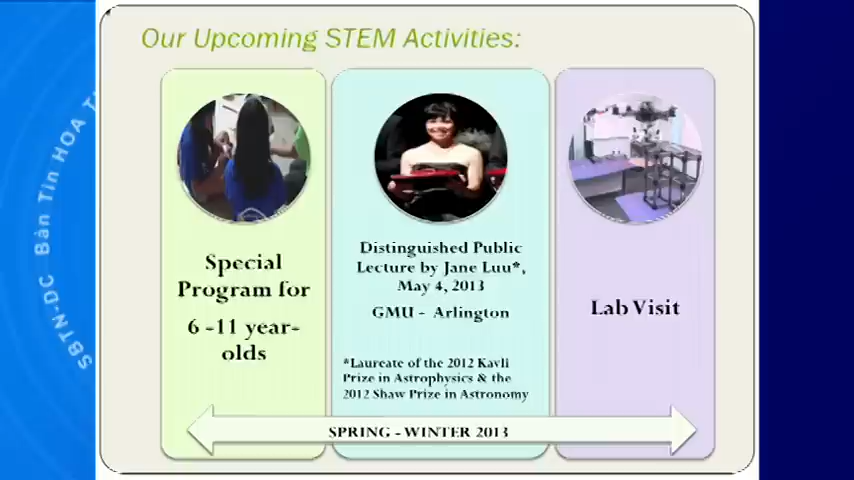 Our Upcoming STEM Activities:
Special
Program for
6 -11 year-
olds
Distinguished Public
Lecture by Jane Luu*,
May 4, 2013
GMU - Arlington
*Laureate of the 2012 Kavli
Prize in Astrophysics & the
2012 Shaw Prize in Astronomy
Lab Visit
SPRING - WINTER 2013
SBTN-DC Bản Tin HOA